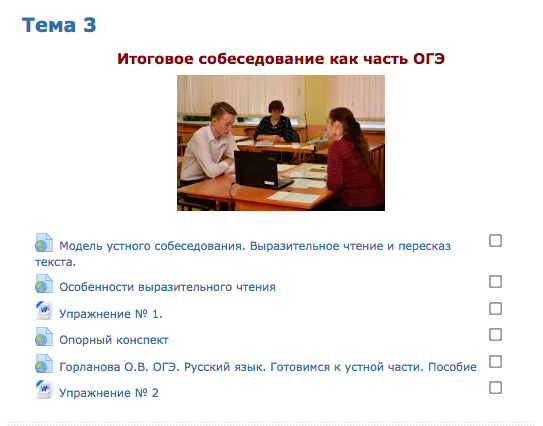 Тема 3
Итоговое собеседование как часть ОГЭ
Модель устного собеседования. Выразительное чтение и пересказ
текста.
Особенности выразительного чтения
Упражнение № 1.
Опорный конспект
Горланова О.В. ОГЭ. Русский язык. Готовимся к устной части. Пособие
Упражнение № 2